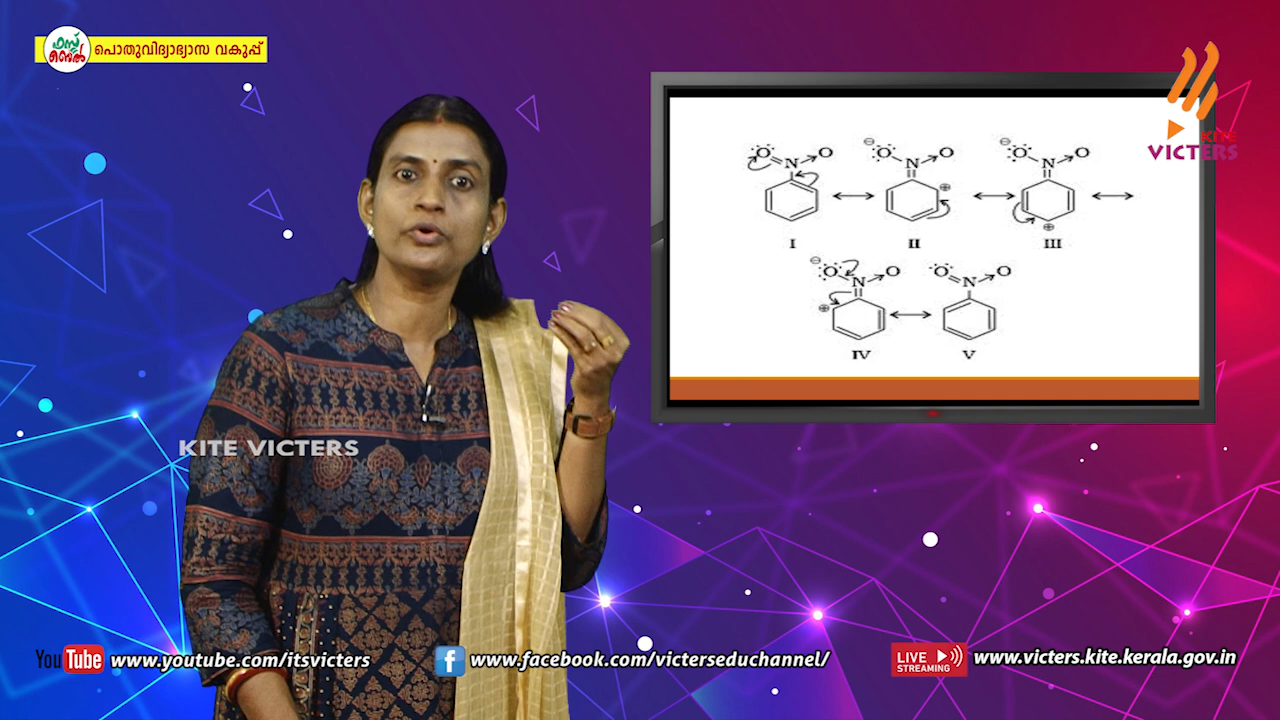 ഫസ്റ്റ് ബെൽ
പൊതുവിദ്യാഭ്യാസ വകുപ്പ്
KITE
VICTERS
O N O
⊖ O N O
⊕
⊖ O N O
⊕
I II III
⊖ O N O
⊕
O N O
IV V
KITE VICTERS
YouTube www.youtube.com/itsvicters
f www.facebook.com/victerseduchannel/
LIVE
STREAMING
www.victers.kite.kerala.gov.in